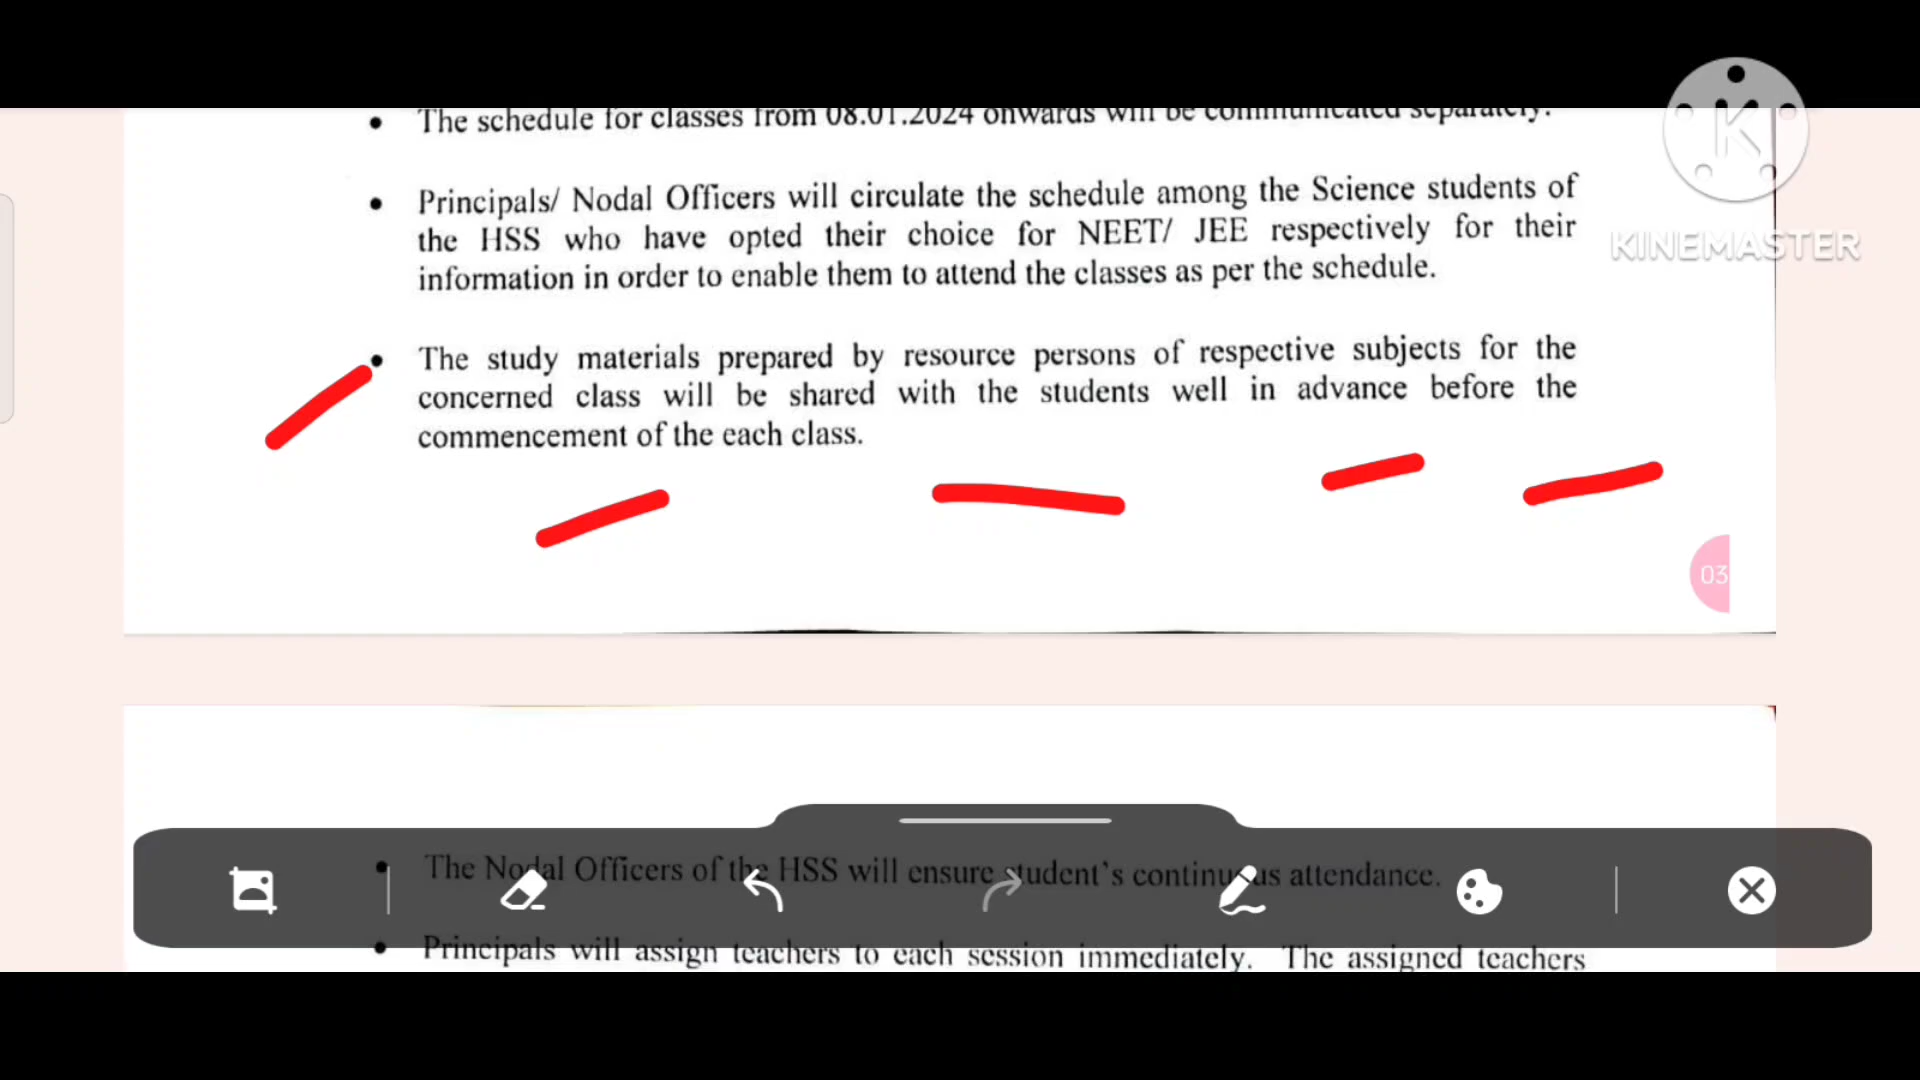 • The schedule for classes from 08.01.2024 onwards will be communicated separately.
• Principals/ Nodal Officers will circulate the schedule among the Science students of
the HSS who have opted their choice for NEET/ JEE respectively for their
information in order to enable them to attend the classes as per the schedule.
• The study materials prepared by resource persons of respective subjects for the
concerned class will be shared with the students well in advance before the
commencement of the each class.
• The Nodal Officers of the HSS will ensure student's continuous attendance.
• Principals will assign teachers to each session immediately. The assigned teachers
K
KINEMASTER
03